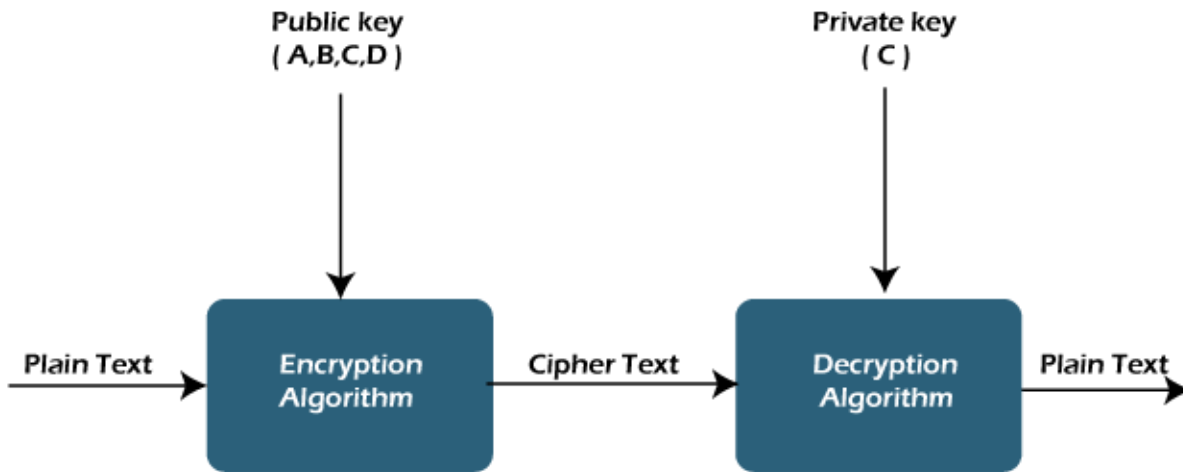 Public key
( A,B,C,D )
Private key
( C )
Plain Text
Encryption
Algorithm
Cipher Text
Decryption
Algorithm
Plain Text